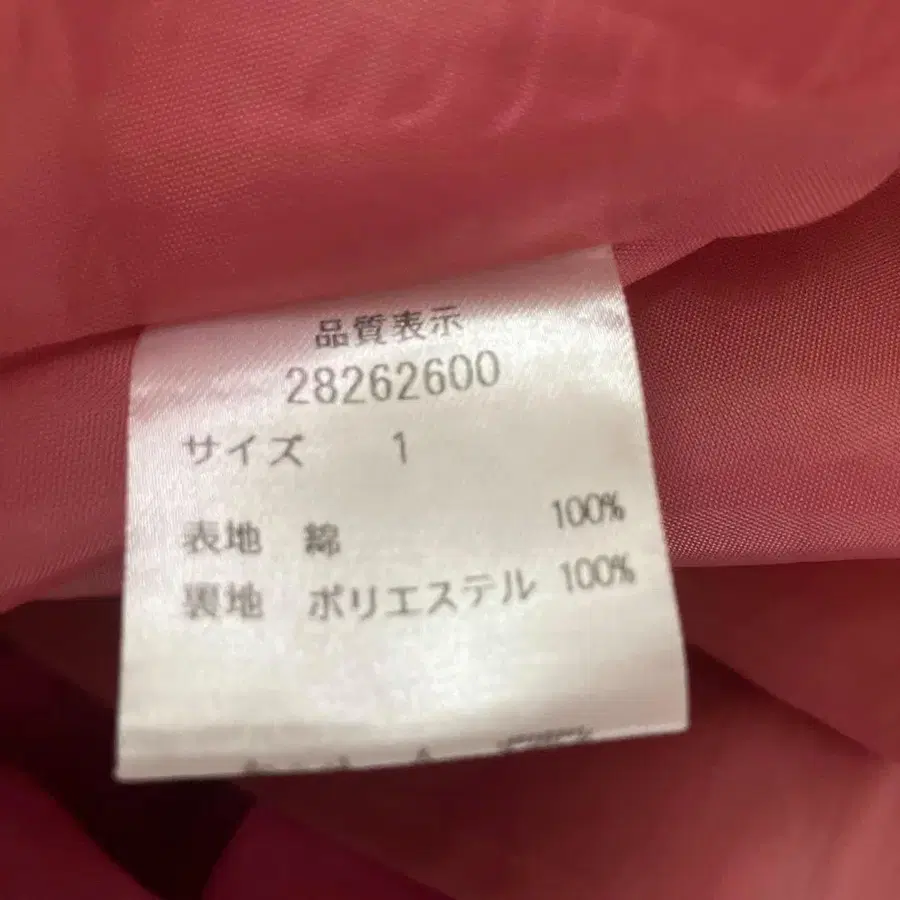 品質表示
28262600
サイズ 1
表地 綿 100%
裏地 ポリエステル 100%